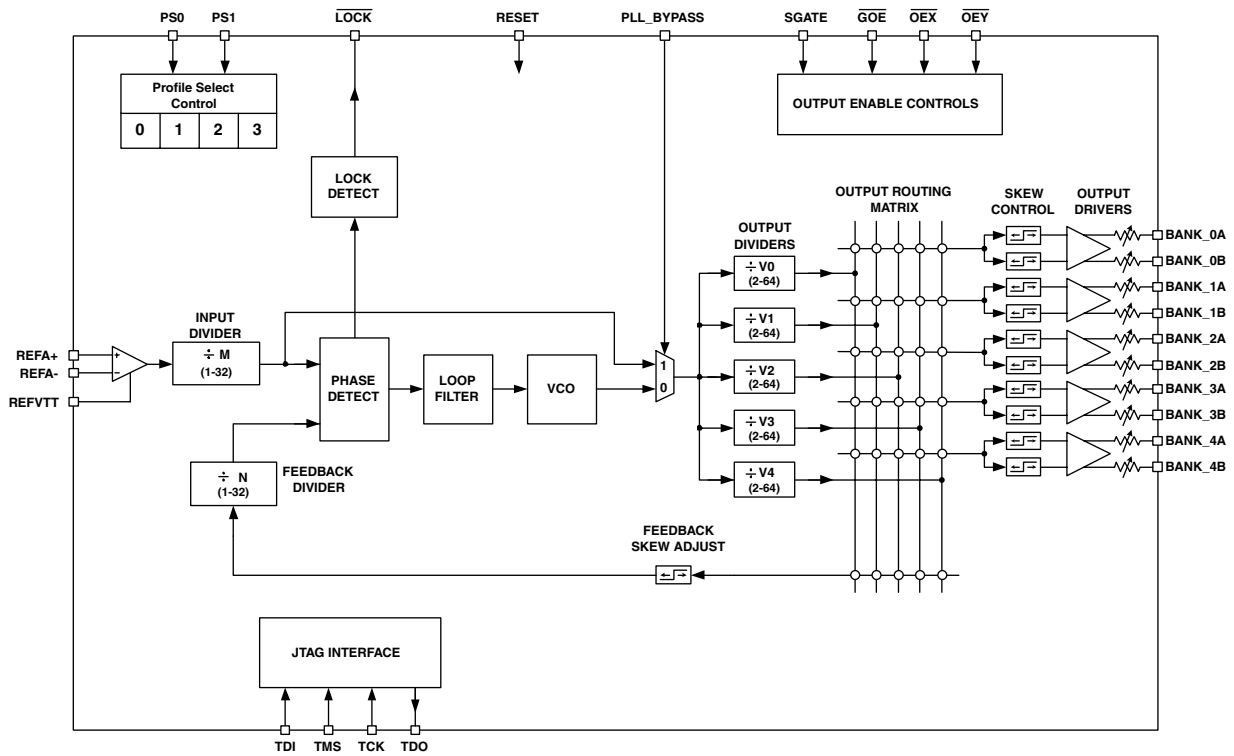 PS0 PS1 LOCK RESET PLL_BYPASS SGATE GOE OEX OEY
Profile Select
Control
0 1 2 3
OUTPUT ENABLE CONTROLS
LOCK
DETECT
OUTPUT ROUTING
MATRIX
SKEW
CONTROL
OUTPUT
DRIVERS
OUTPUT
DIVIDERS
÷ V0
(2-64)
÷ V1
(2-64)
÷ V2
(2-64)
÷ V3
(2-64)
÷ V4
(2-64)
BANK_0A
BANK_0B
BANK_1A
BANK_1B
BANK_2A
BANK_2B
BANK_3A
BANK_3B
BANK_4A
BANK_4B
INPUT
DIVIDER
÷ M
(1-32)
REFA+
REFA-
REFVTT
+
−
PHASE
DETECT
LOOP
FILTER
VCO
1
0
÷ N
(1-32)
FEEDBACK
DIVIDER
FEEDBACK
SKEW ADJUST
JTAG INTERFACE
TDI TMS TCK TDO